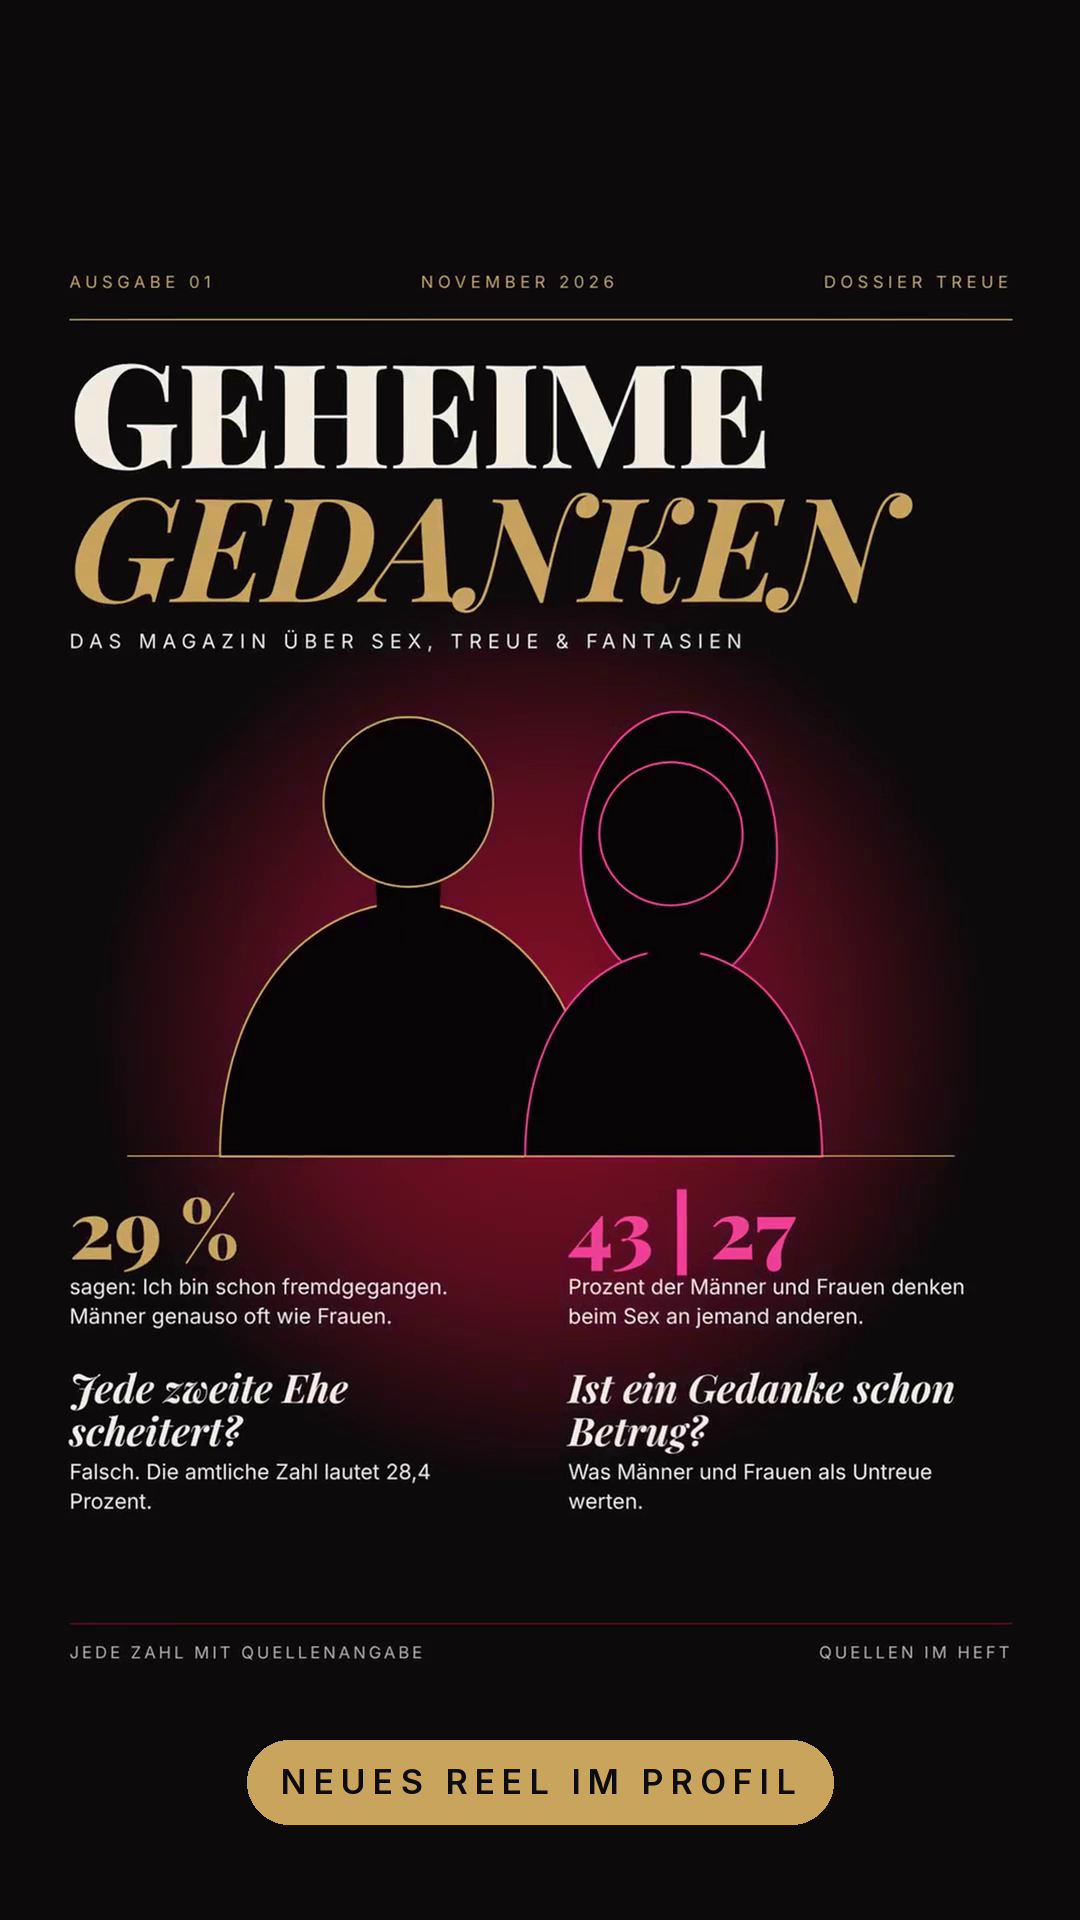 AUSGABE 01
NOVEMBER 2026
DOSSIER TREUE
GEHEIME
GEDANKEN
DAS MAGAZIN ÜBER SEX, TREUE & FANTASIEN
29 %
sagen: Ich bin schon fremdgegangen.
Männer genauso oft wie Frauen.
43 | 27
Prozent der Männer und Frauen denken
beim Sex an jemand anderen.
Jede zweite Ehe
scheitert?
Falsch. Die amtliche Zahl lautet 28,4
Prozent.
Ist ein Gedanke schon
Betrug?
Was Männer und Frauen als Untreue
werten.
JEDE ZAHL MIT QUELLENANGABE
QUELLEN IM HEFT
NEUES REEL IM PROFIL